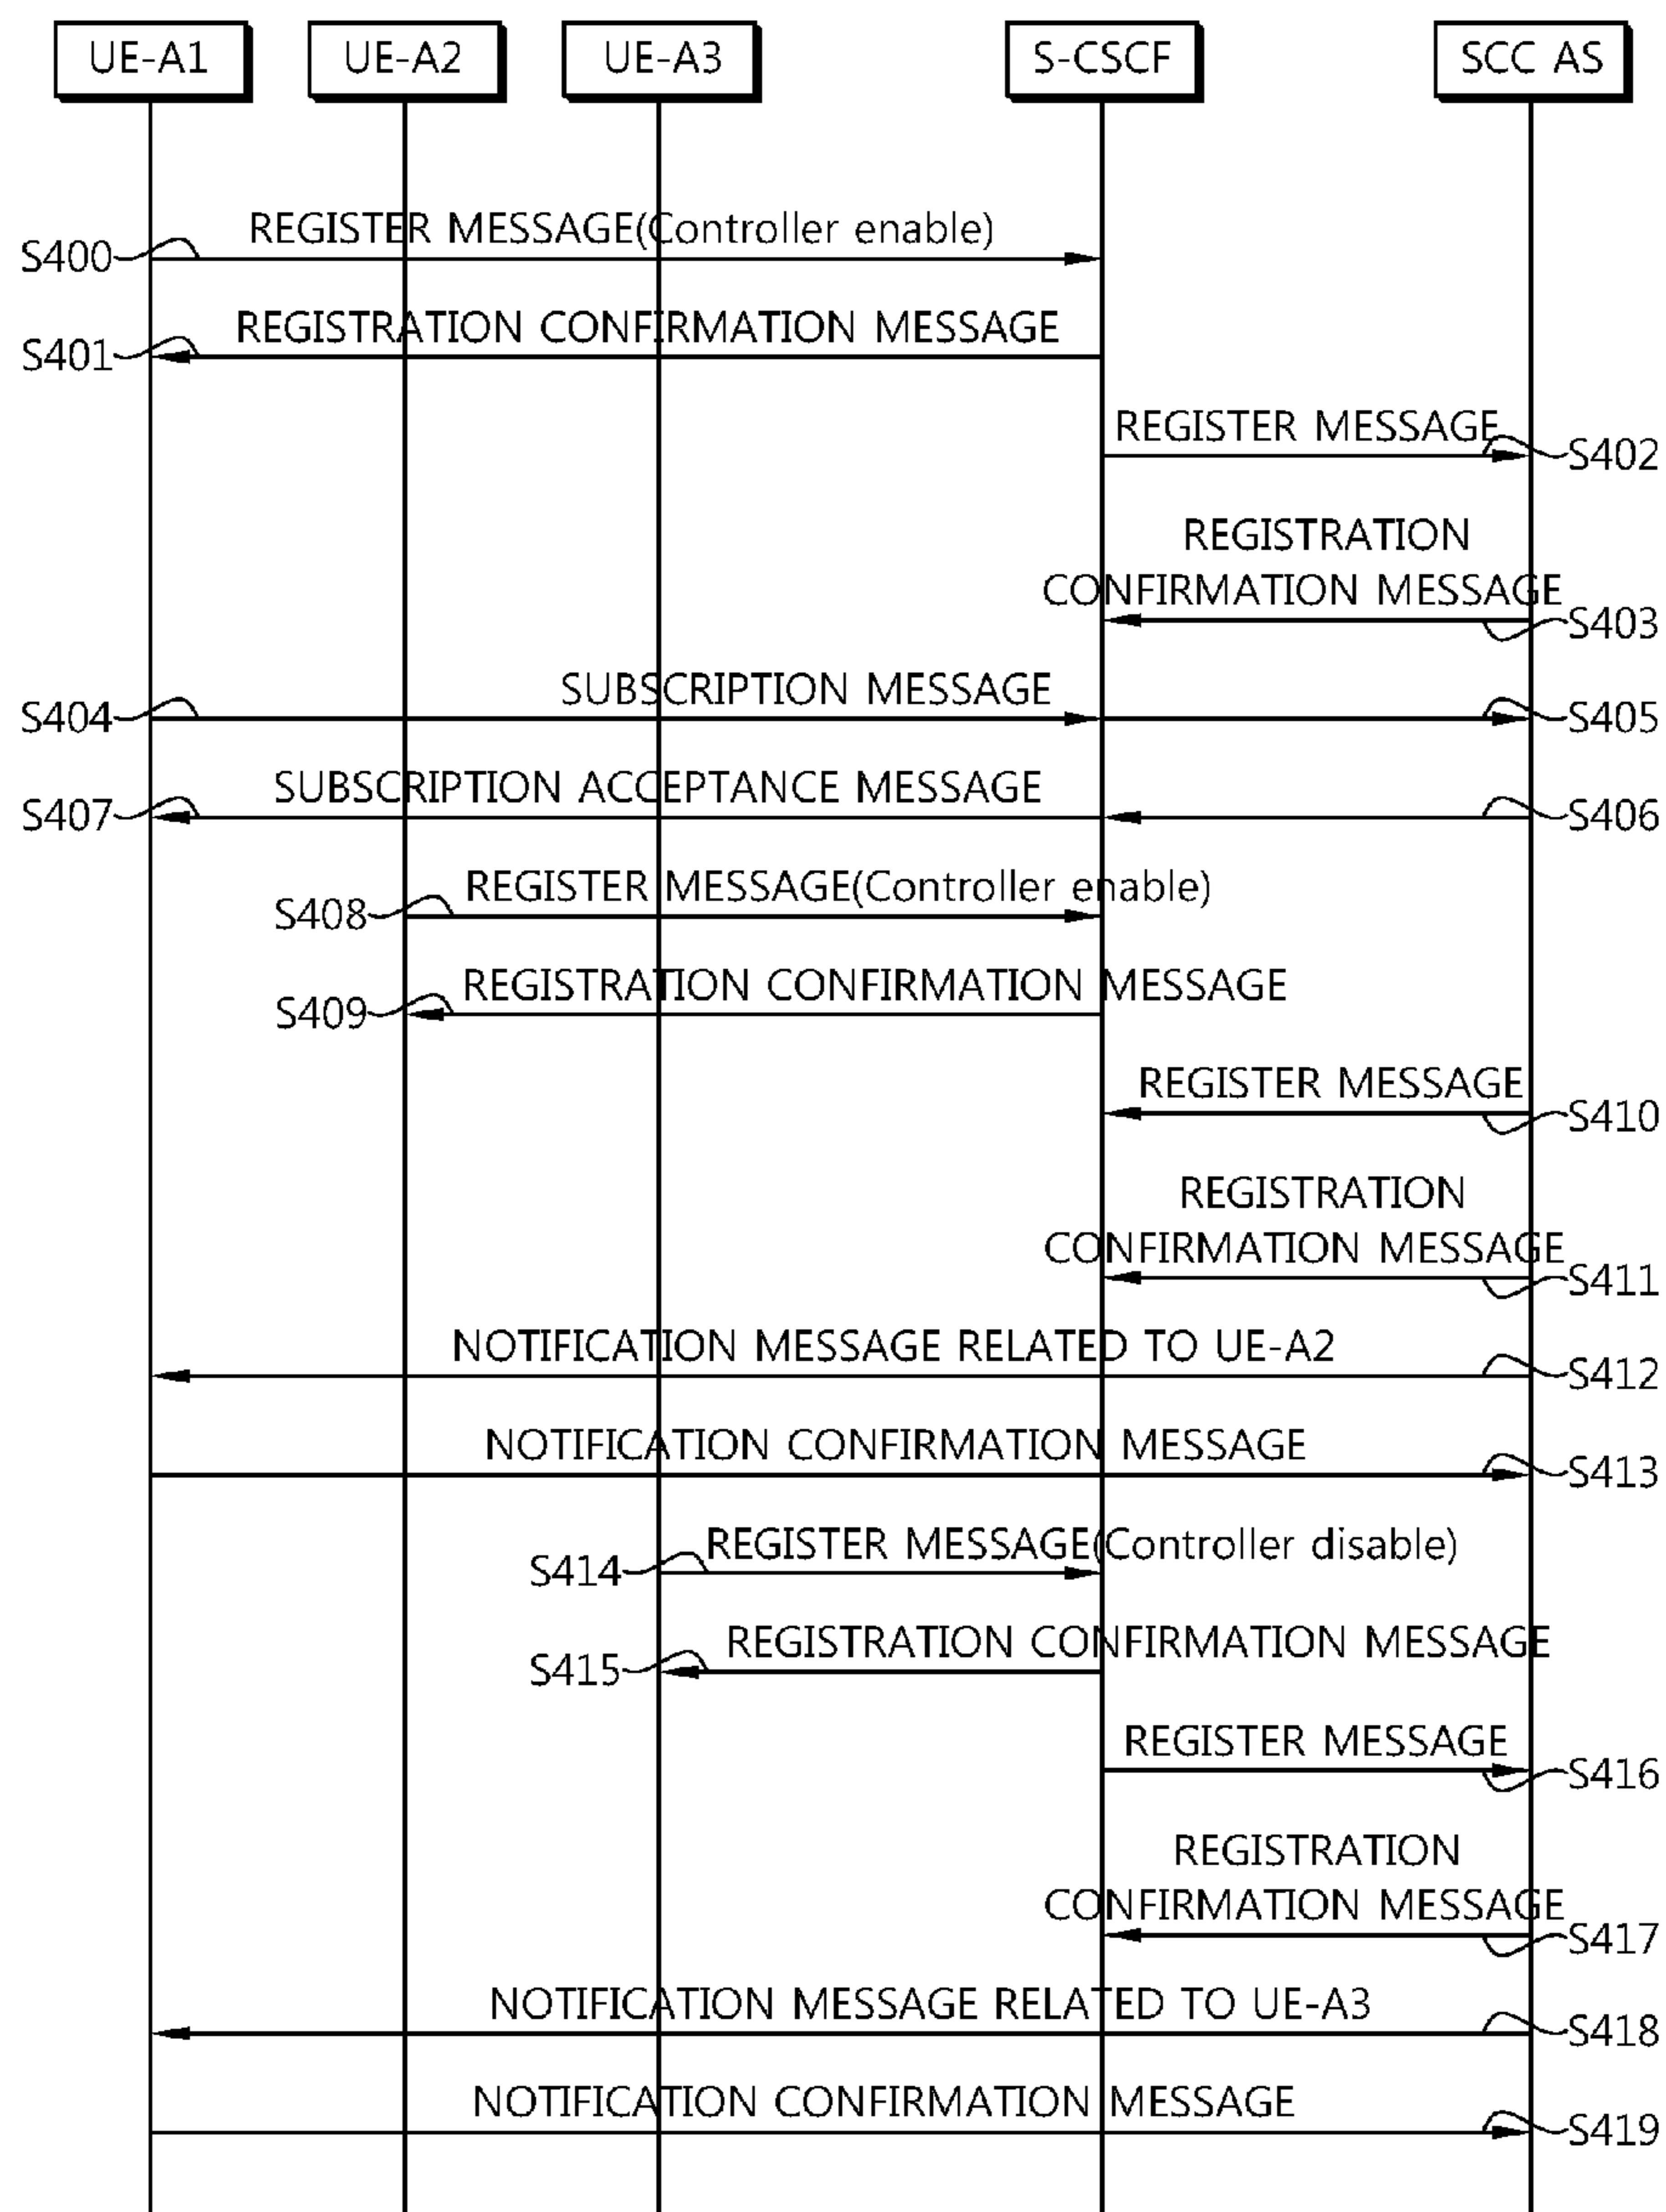 UE-A1 UE-A2 UE-A3 S-CSCF SCC AS
REGISTER MESSAGE(Controller enable)
S400
REGISTRATION CONFIRMATION MESSAGE
S401
REGISTER MESSAGE
S402
REGISTRATION
CONFIRMATION MESSAGE
S403
SUBSCRIPTION MESSAGE
S404 S405
SUBSCRIPTION ACCEPTANCE MESSAGE
S407 S406
REGISTER MESSAGE(Controller enable)
S408
REGISTRATION CONFIRMATION MESSAGE
S409
REGISTER MESSAGE
S410
REGISTRATION
CONFIRMATION MESSAGE
S411
NOTIFICATION MESSAGE RELATED TO UE-A2
S412
NOTIFICATION CONFIRMATION MESSAGE
S413
REGISTER MESSAGE(Controller disable)
S414
REGISTRATION CONFIRMATION MESSAGE
S415
REGISTER MESSAGE
S416
REGISTRATION
CONFIRMATION MESSAGE
S417
NOTIFICATION MESSAGE RELATED TO UE-A3
S418
NOTIFICATION CONFIRMATION MESSAGE
S419